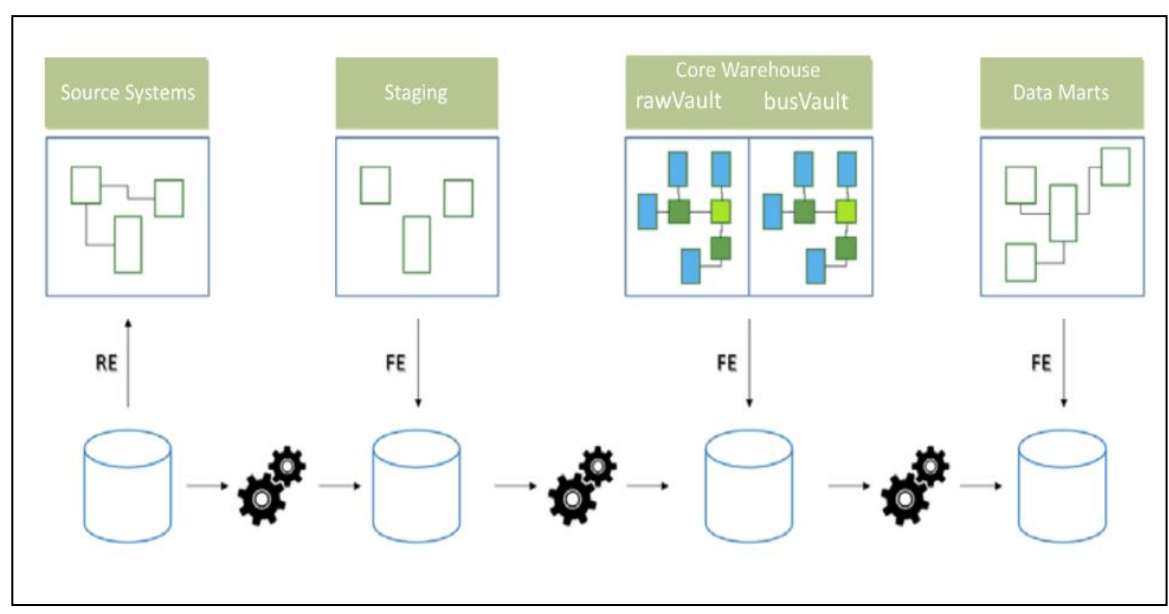 Source Systems
Staging
Core Warehouse
rawVault busVault
Data Marts
RE
FE
FE
FE